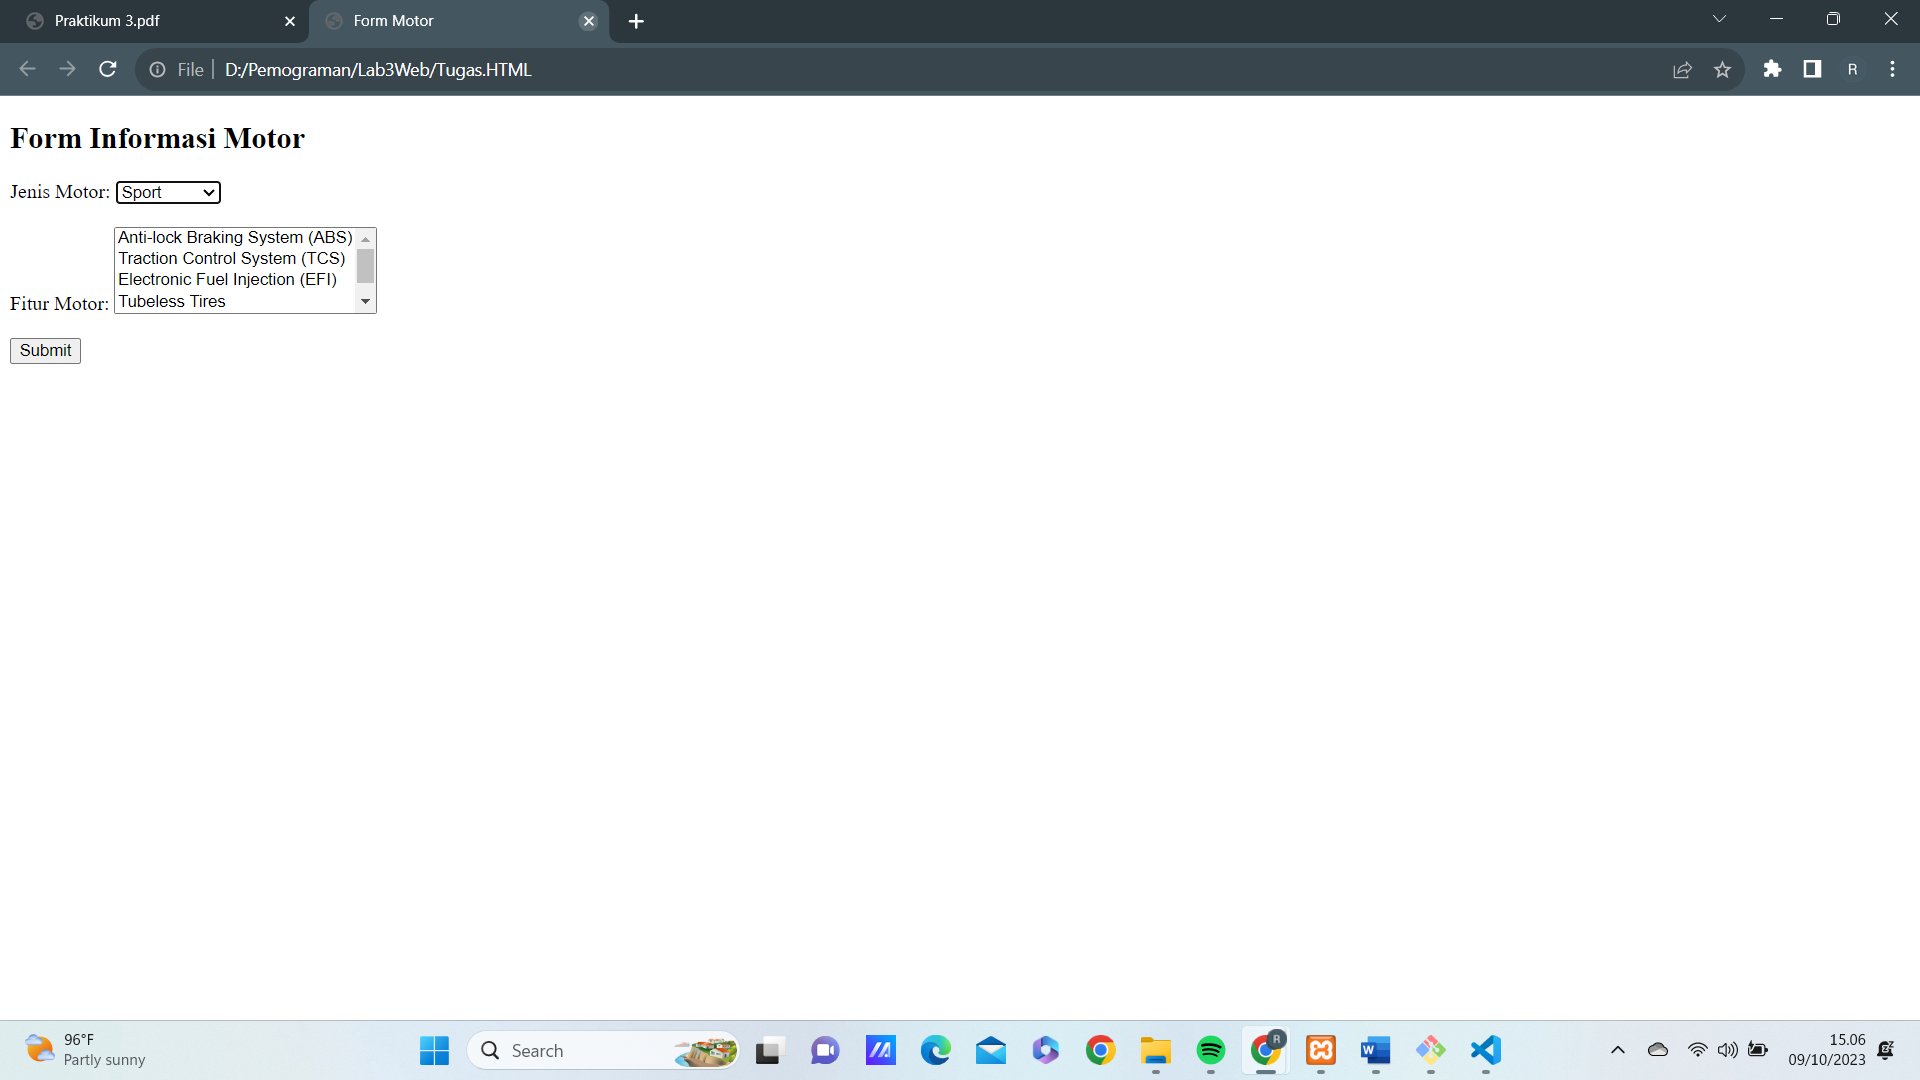 Praktikum 3.pdf
Form Motor
File
D:/Pemograman/Lab3Web/Tugas.HTML
R
Form Informasi Motor
Jenis Motor: Sport
Anti-lock Braking System (ABS)
Traction Control System (TCS)
Electronic Fuel Injection (EFI)
Tubeless Tires
Fitur Motor:
Submit
96°F
Partly sunny
Search
R
W
15.06
09/10/2023